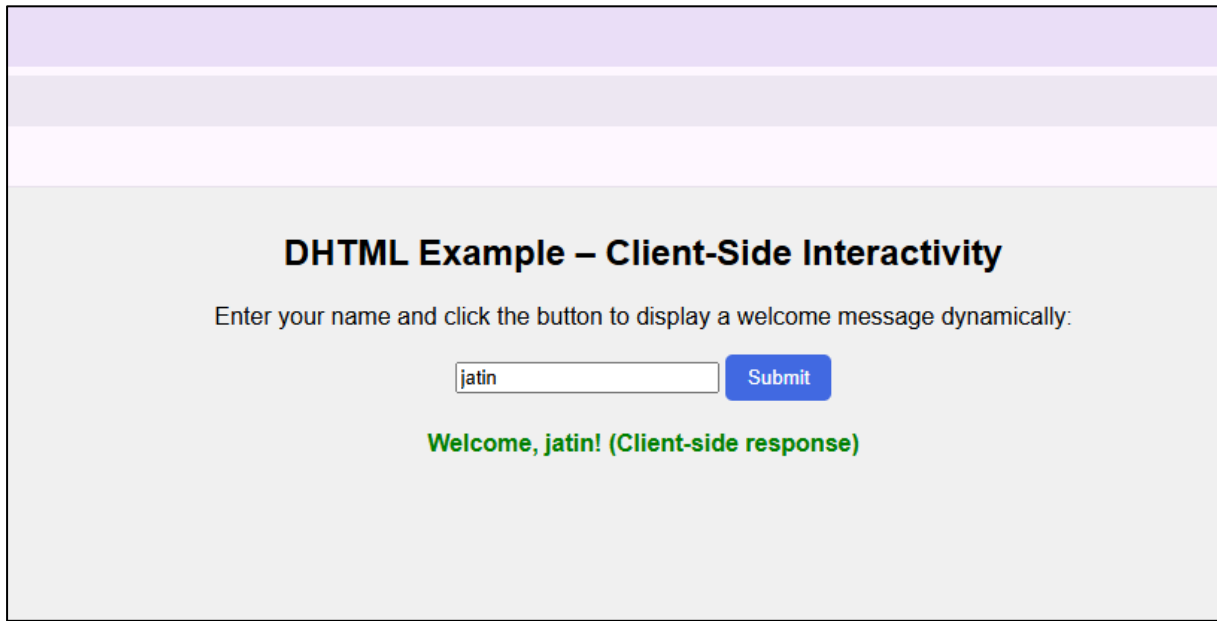 DHTML Example – Client-Side Interactivity
Enter your name and click the button to display a welcome message dynamically:
jatin Submit
Welcome, jatin! (Client-side response)